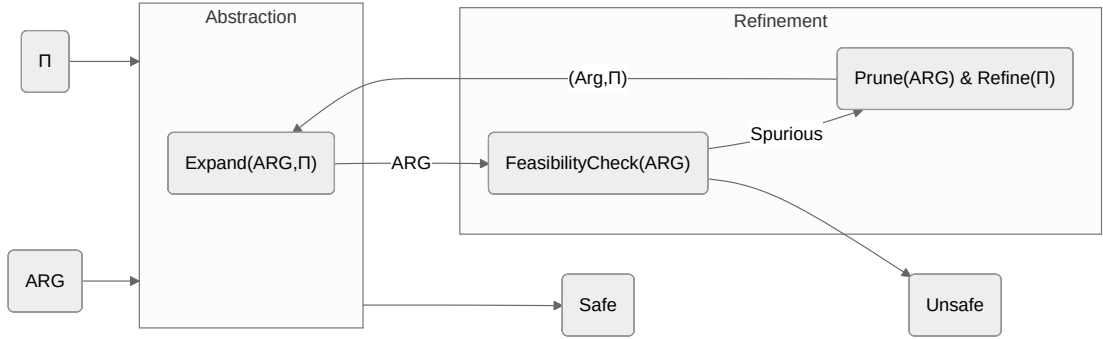 Abstraction
Refinement
Π
(Arg,Π)
Prune(ARG) & Refine(Π)
Spurious
Expand(ARG,Π)
ARG
FeasibilityCheck(ARG)
ARG
Safe
Unsafe